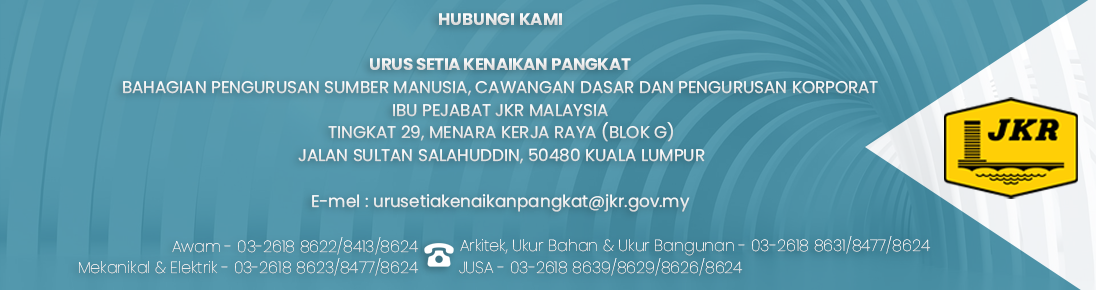 HUBUNGI KAMI
URUS SETIA KENAIKAN PANGKAT
BAHAGIAN PENGURUSAN SUMBER MANUSIA, CAWANGAN DASAR DAN PENGURUSAN KORPORAT
IBU PEJABAT JKR MALAYSIA
TINGKAT 29, MENARA KERJA RAYA (BLOK G)
JALAN SULTAN SALAHUDDIN, 50480 KUALA LUMPUR
E-mel : urusetiakenaikanpangkat@jkr.gov.my
Awam - 03-2618 8622/8413/8624
Mekanikal & Elektrik - 03-2618 8623/8477/8624
Arkitek, Ukur Bahan & Ukur Bangunan - 03-2618 8631/8477/8624
JUSA - 03-2618 8639/8629/8626/8624
JKR